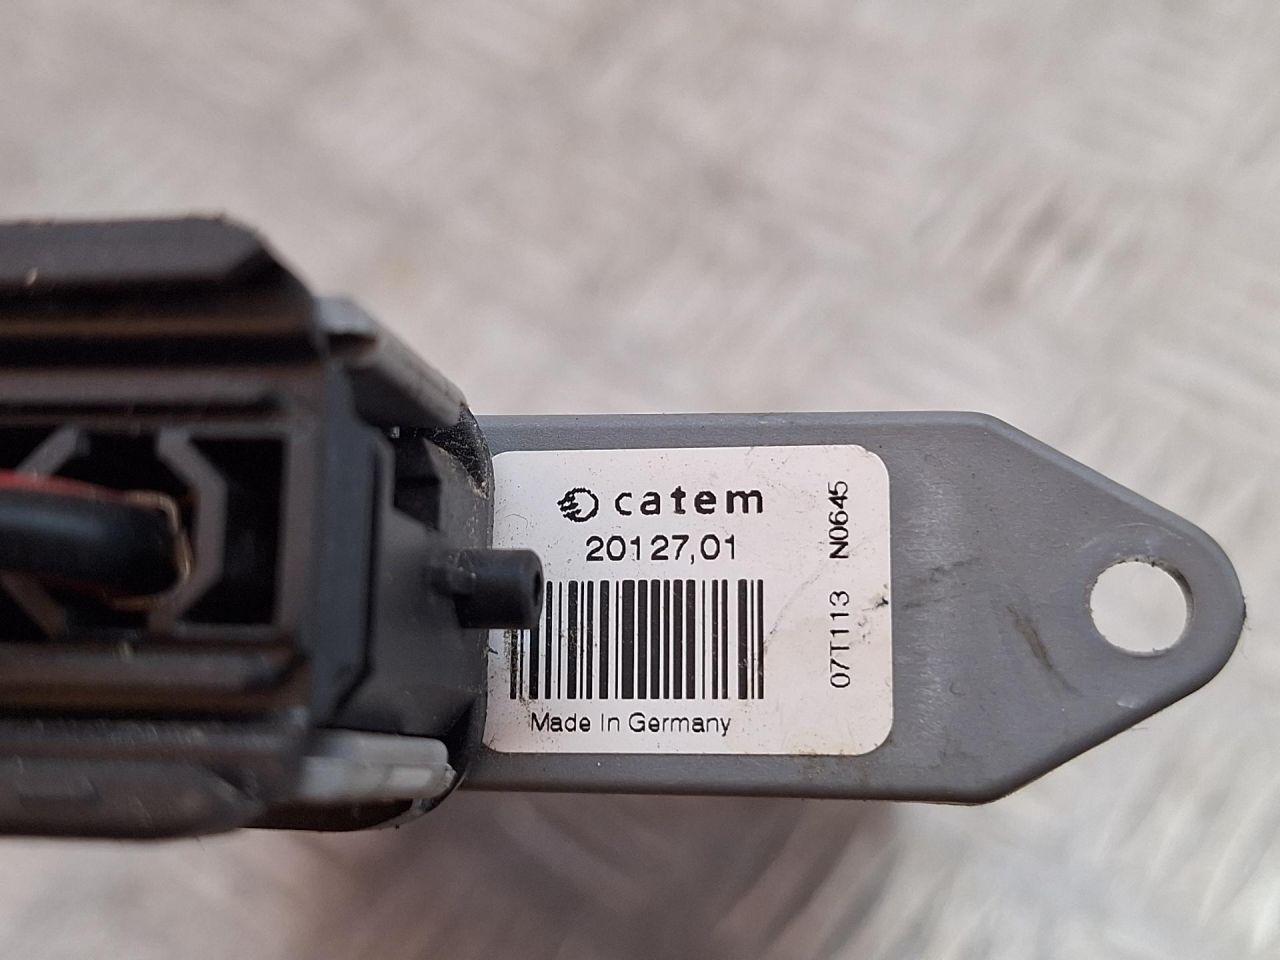 catem
20127,01
Made In Germany
07T113 N0645